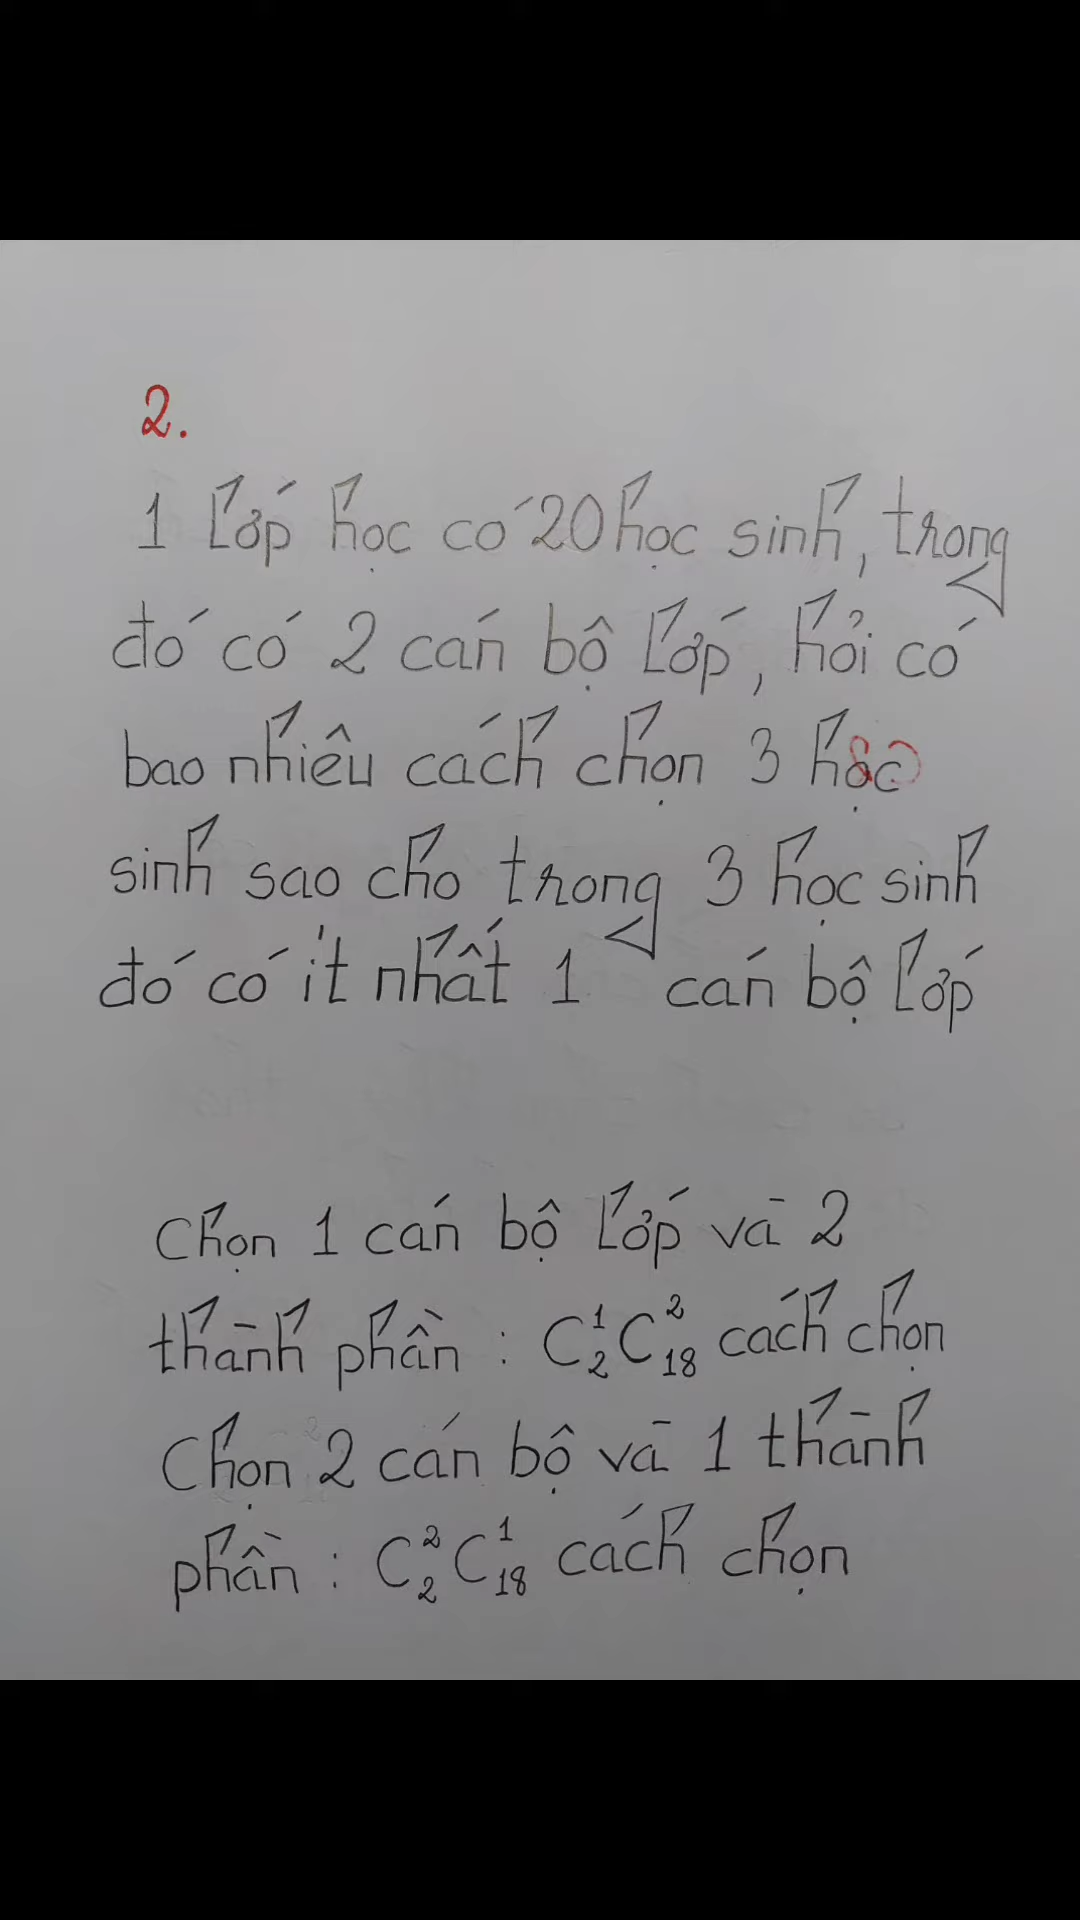 2.
1 lớp học có 20 học sinh, trong
đó có 2 cán bộ lớp, hỏi có
bao nhiêu cách chọn 3 học
sinh sao cho trong 3 học sinh
đó có ít nhất 1 cán bộ lớp
Chọn 1 cán bộ lớp và 2
thành phần : C₂¹C₁₈² cách chọn
Chọn 2 cán bộ và 1 thành
phần : C₂²C₁₈¹ cách chọn